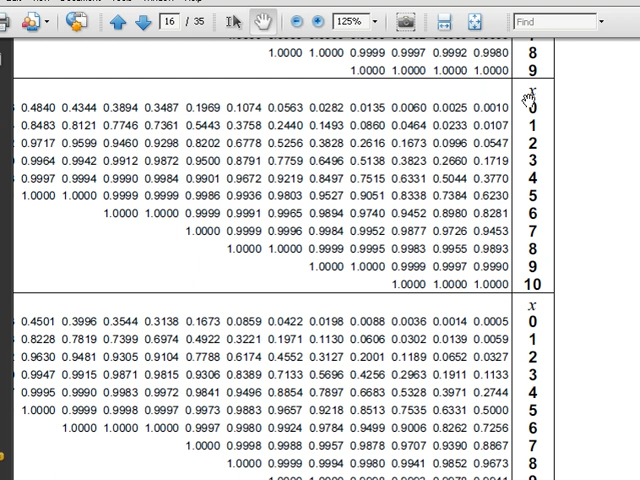 16 / 35
125%
Find
1.0000 1.0000 0.9999 0.9997 0.9992 0.9980 8
1.0000 1.0000 1.0000 1.0000 9
x
0.4840 0.4344 0.3894 0.3487 0.1969 0.1074 0.0563 0.0282 0.0135 0.0060 0.0025 0.0010 0
0.8483 0.8121 0.7746 0.7361 0.5443 0.3758 0.2440 0.1493 0.0860 0.0464 0.0233 0.0107 1
0.9717 0.9599 0.9460 0.9298 0.8202 0.6778 0.5256 0.3828 0.2616 0.1673 0.0996 0.0547 2
0.9964 0.9942 0.9912 0.9872 0.9500 0.8791 0.7759 0.6496 0.5138 0.3823 0.2660 0.1719 3
0.9997 0.9994 0.9990 0.9984 0.9901 0.9672 0.9219 0.8497 0.7515 0.6331 0.5044 0.3770 4
1.0000 1.0000 0.9999 0.9999 0.9986 0.9936 0.9803 0.9527 0.9051 0.8338 0.7384 0.6230 5
1.0000 1.0000 0.9999 0.9991 0.9965 0.9894 0.9740 0.9452 0.8980 0.8281 6
1.0000 0.9999 0.9996 0.9984 0.9952 0.9877 0.9726 0.9453 7
1.0000 1.0000 0.9999 0.9995 0.9983 0.9955 0.9893 8
1.0000 1.0000 0.9999 0.9997 0.9990 9
1.0000 1.0000 1.0000 10
x
0.4501 0.3996 0.3544 0.3138 0.1673 0.0859 0.0422 0.0198 0.0088 0.0036 0.0014 0.0005 0
0.8228 0.7819 0.7399 0.6974 0.4922 0.3221 0.1971 0.1130 0.0606 0.0302 0.0139 0.0059 1
0.9630 0.9481 0.9305 0.9104 0.7788 0.6174 0.4552 0.3127 0.2001 0.1189 0.0652 0.0327 2
0.9947 0.9915 0.9871 0.9815 0.9306 0.8389 0.7133 0.5696 0.4256 0.2963 0.1911 0.1133 3
0.9995 0.9990 0.9983 0.9972 0.9841 0.9496 0.8854 0.7897 0.6683 0.5328 0.3971 0.2744 4
1.0000 0.9999 0.9998 0.9997 0.9973 0.9883 0.9657 0.9218 0.8513 0.7535 0.6331 0.5000 5
1.0000 1.0000 1.0000 0.9997 0.9980 0.9924 0.9784 0.9499 0.9006 0.8262 0.7256 6
1.0000 0.9998 0.9988 0.9957 0.9878 0.9707 0.9390 0.8867 7
1.0000 0.9999 0.9994 0.9980 0.9941 0.9852 0.9673 8